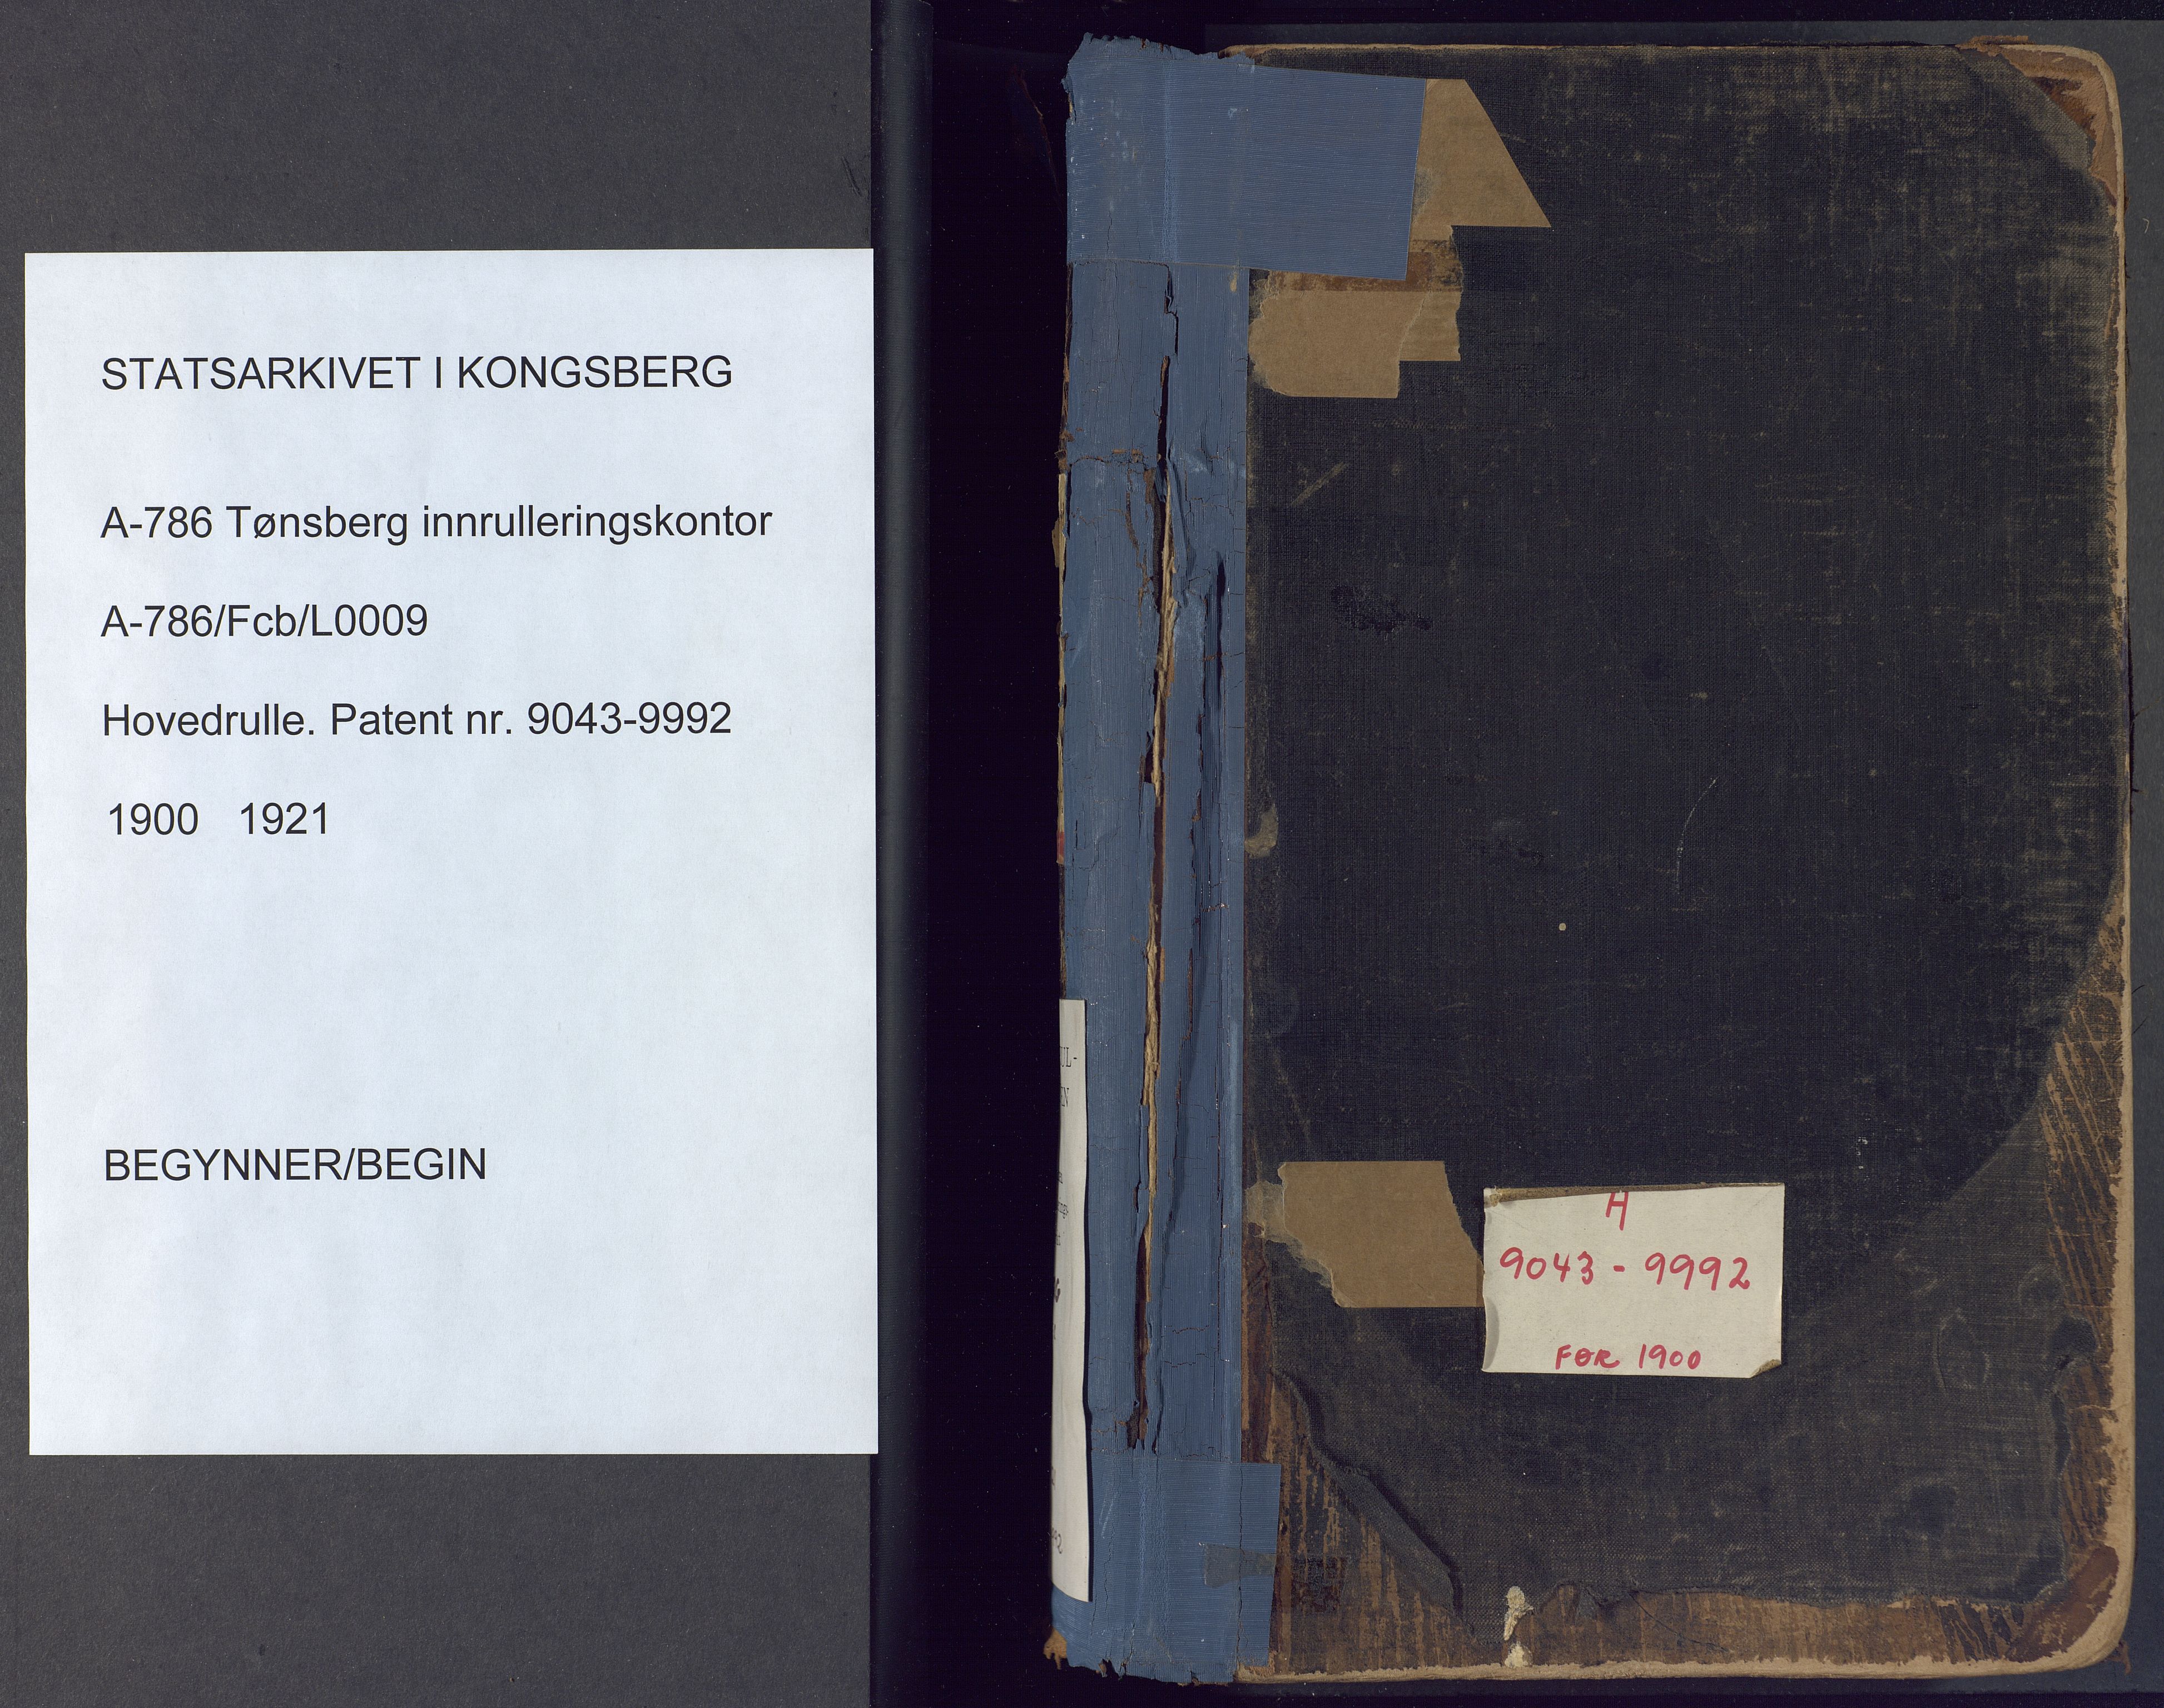 STATSARKIVET I KONGSBERG
A-786 Tønsberg innrulleringskontor
A-786/Fcb/L0009
Hovedrulle. Patent nr. 9043-9992
1900 1921
BEGYNNER/BEGIN
H
9043 - 9992
FØR 1900